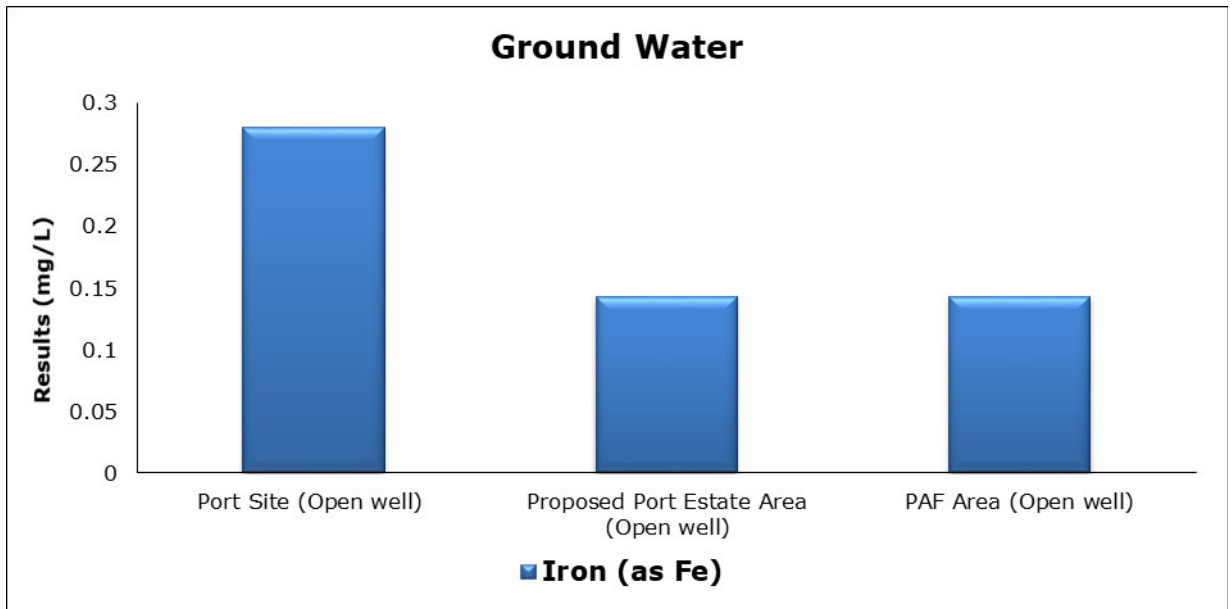 Ground Water
Results (mg/L)
0.3
0.25
0.2
0.15
0.1
0.05
0
Port Site (Open well)
Proposed Port Estate Area
(Open well)
PAF Area (Open well)
Iron (as Fe)